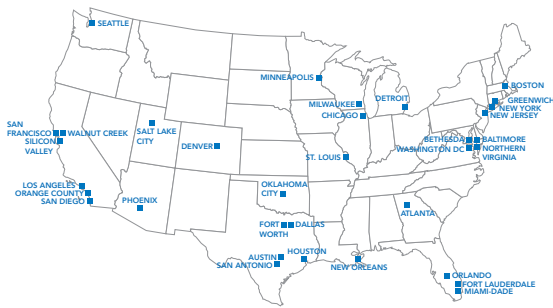 SEATTLE
MINNEAPOLIS
MILWAUKEE
CHICAGO
DETROIT
BOSTON
GREENWICH
NEW YORK
NEW JERSEY
SAN
FRANCISCO
WALNUT CREEK
SILICON
VALLEY
SALT LAKE
CITY
DENVER
ST. LOUIS
BETHESDA
WASHINGTON DC
BALTIMORE
NORTHERN
VIRGINIA
LOS ANGELES
ORANGE COUNTY
SAN DIEGO
PHOENIX
OKLAHOMA
CITY
FORT
WORTH
DALLAS
ATLANTA
AUSTIN
SAN ANTONIO
HOUSTON
NEW ORLEANS
ORLANDO
FORT LAUDERDALE
MIAMI-DADE